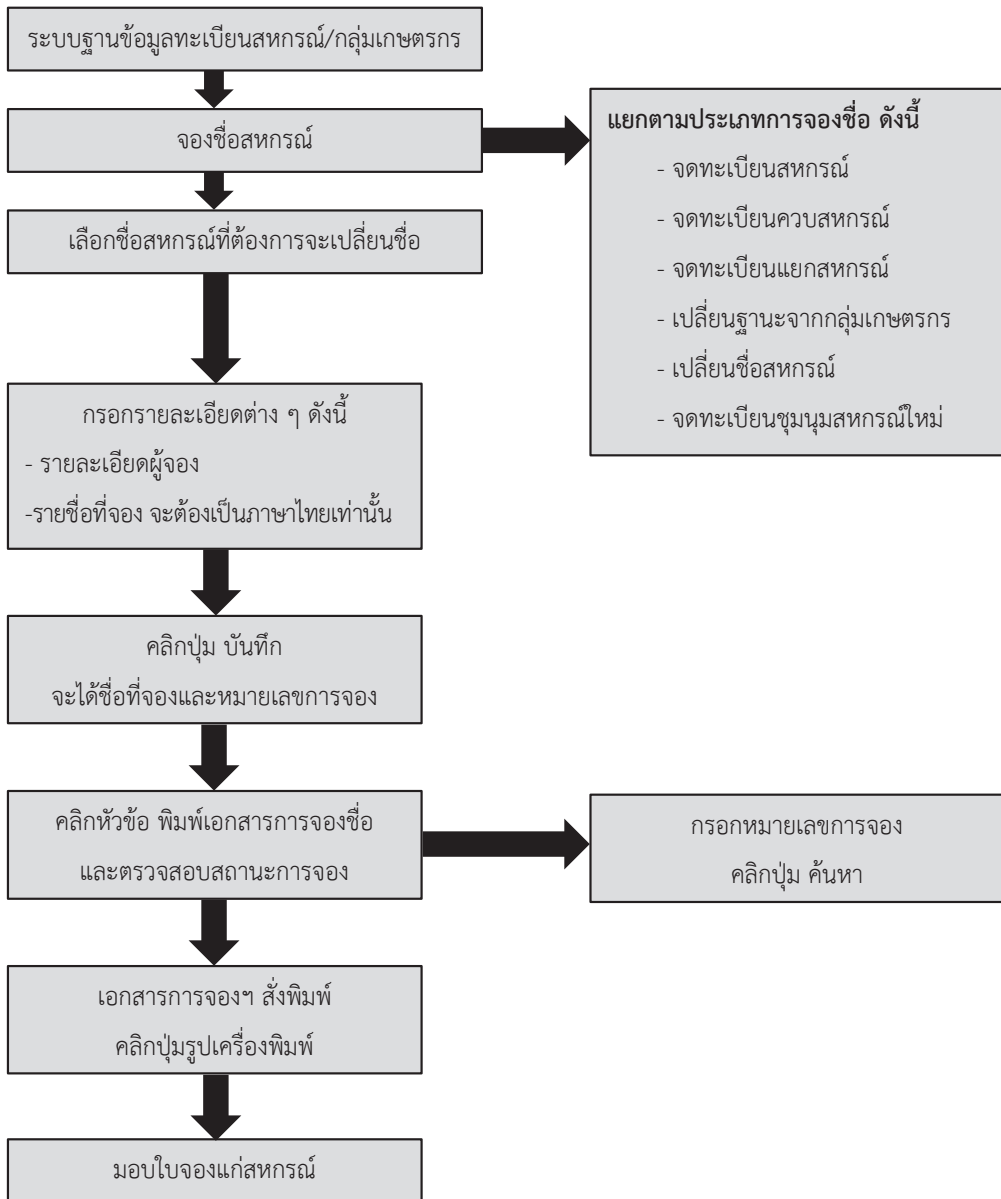 ระบบฐานข้อมูลทะเบียนสหกรณ์/กลุ่มเกษตรกร
จองชื่อสหกรณ์
แยกตามประเภทการจองชื่อ ดังนี้
- จดทะเบียนสหกรณ์
- จดทะเบียนควบสหกรณ์
- จดทะเบียนแยกสหกรณ์
- เปลี่ยนฐานะจากกลุ่มเกษตรกร
- เปลี่ยนชื่อสหกรณ์
- จดทะเบียนชุมนุมสหกรณ์ใหม่
เลือกชื่อสหกรณ์ที่ต้องการจะเปลี่ยนชื่อ
กรอกรายละเอียดต่าง ๆ ดังนี้
- รายละเอียดผู้จอง
-รายชื่อที่จอง จะต้องเป็นภาษาไทยเท่านั้น
คลิกปุ่ม บันทึก
จะได้ชื่อที่จองและหมายเลขการจอง
คลิกหัวข้อ พิมพ์เอกสารการจองชื่อ
และตรวจสอบสถานะการจอง
กรอกหมายเลขการจอง
คลิกปุ่ม ค้นหา
เอกสารการจองฯ สั่งพิมพ์
คลิกปุ่มรูปเครื่องพิมพ์
มอบใบจองแก่สหกรณ์